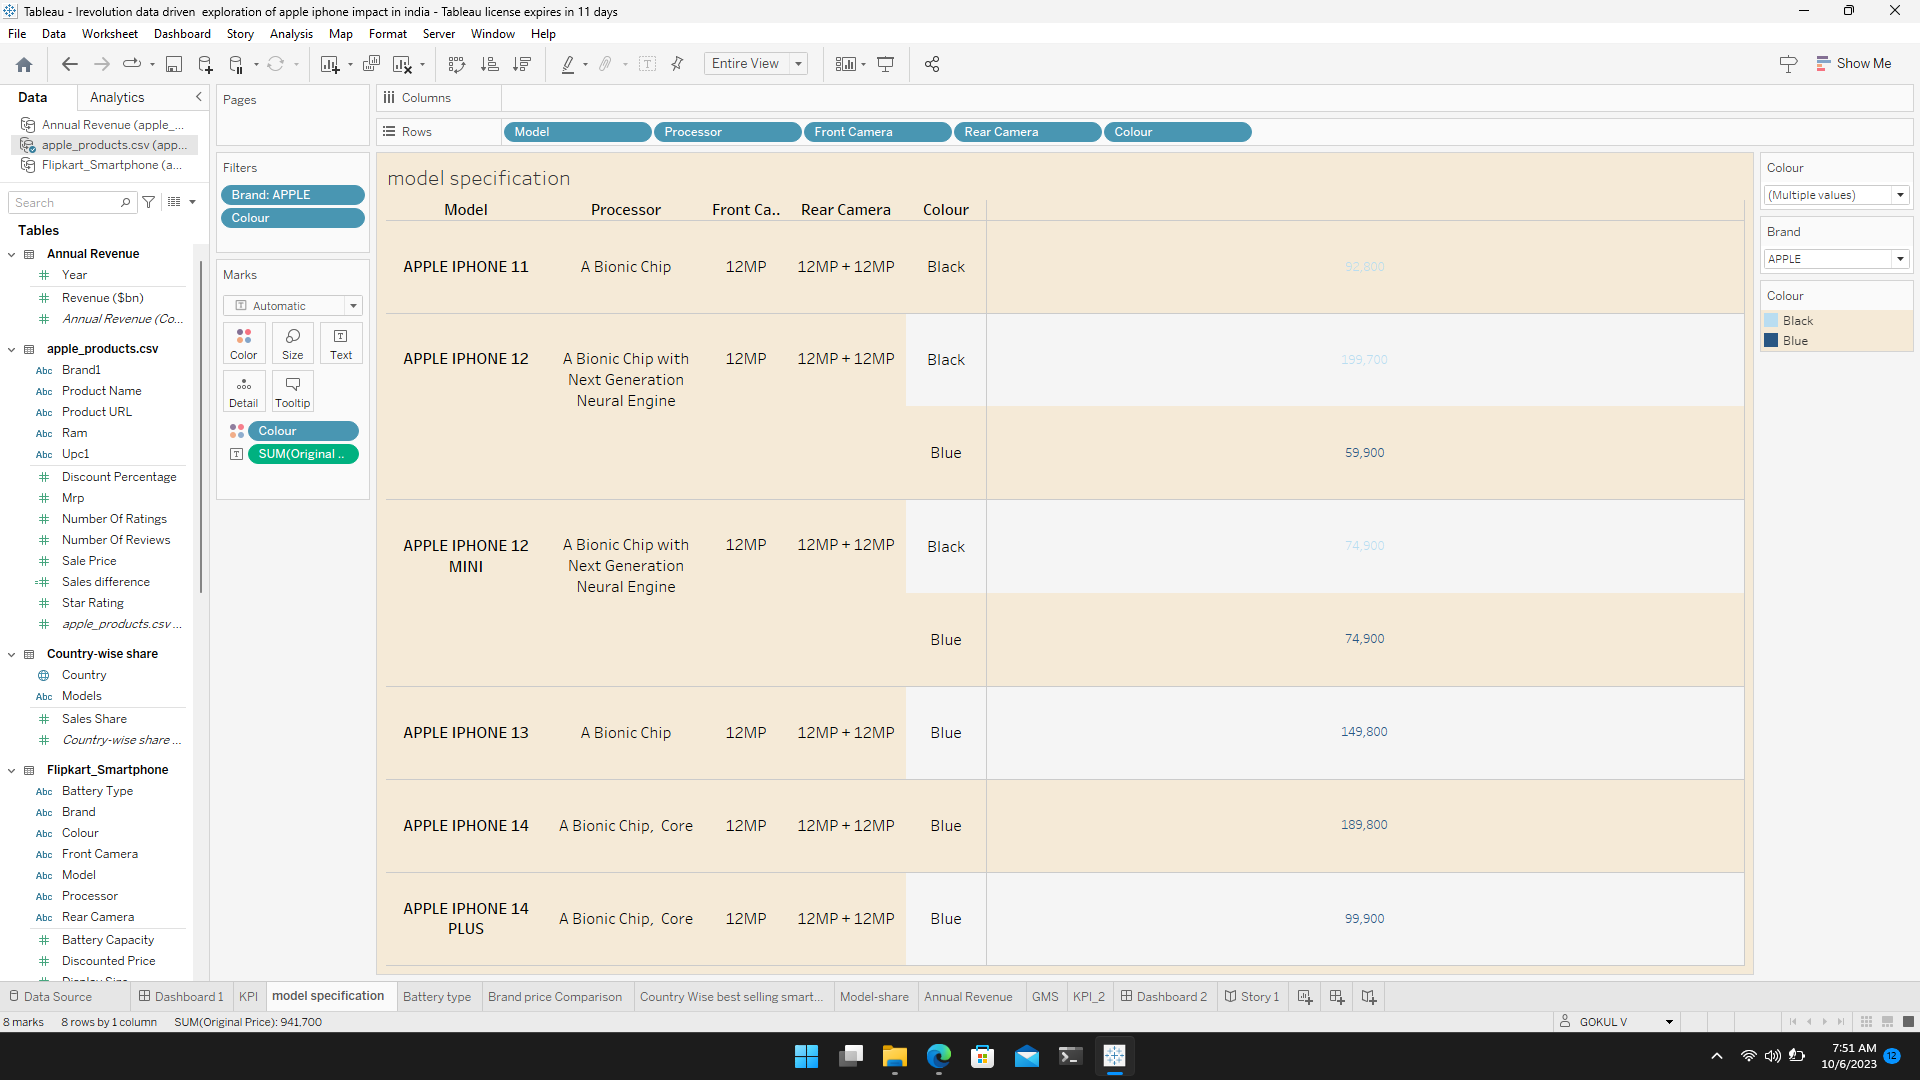 Tableau - Irevolution data driven  exploration of apple iphone impact in india - Tableau license expires in 11 days
File Data Worksheet Dashboard Story Analysis Map Format Server Window Help
Entire View
Show Me
Data Analytics
Annual Revenue (apple_...
apple_products.csv (app...
Flipkart_Smartphone (a...
Search
Tables
Annual Revenue
# Year
# Revenue ($bn)
# Annual Revenue (Co...
apple_products.csv
Abc Brand1
Abc Product Name
Abc Product URL
Abc Ram
Abc Upc1
# Discount Percentage
# Mrp
# Number Of Ratings
# Number Of Reviews
# Sale Price
=# Sales difference
# Star Rating
# apple_products.csv ...
Country-wise share
Country
Abc Models
# Sales Share
# Country-wise share ...
Flipkart_Smartphone
Abc Battery Type
Abc Brand
Abc Colour
Abc Front Camera
Abc Model
Abc Processor
Abc Rear Camera
# Battery Capacity
# Discounted Price
Pages
Filters
Brand: APPLE
Colour
Marks
Automatic
Color Size Text
Detail Tooltip
Colour
SUM(Original ..
Columns
Rows Model Processor Front Camera Rear Camera Colour
model specification
Model Processor Front Ca.. Rear Camera Colour
APPLE IPHONE 11 A Bionic Chip 12MP 12MP + 12MP Black 92,800
APPLE IPHONE 12 A Bionic Chip with 12MP 12MP + 12MP Black 199,700
Next Generation
Neural Engine
Blue 59,900
APPLE IPHONE 12 A Bionic Chip with 12MP 12MP + 12MP Black 74,900
MINI Next Generation
Neural Engine
Blue 74,900
APPLE IPHONE 13 A Bionic Chip 12MP 12MP + 12MP Blue 149,800
APPLE IPHONE 14 A Bionic Chip,  Core 12MP 12MP + 12MP Blue 189,800
APPLE IPHONE 14 A Bionic Chip,  Core 12MP 12MP + 12MP Blue 99,900
PLUS
Colour
(Multiple values)
Brand
APPLE
Colour
Black
Blue
Data Source Dashboard 1 KPI model specification Battery type Brand price Comparison Country Wise best selling smart... Model-share Annual Revenue GMS KPI_2 Dashboard 2 Story 1
8 marks 8 rows by 1 column SUM(Original Price): 941,700 GOKUL V
7:51 AM
10/6/2023 12